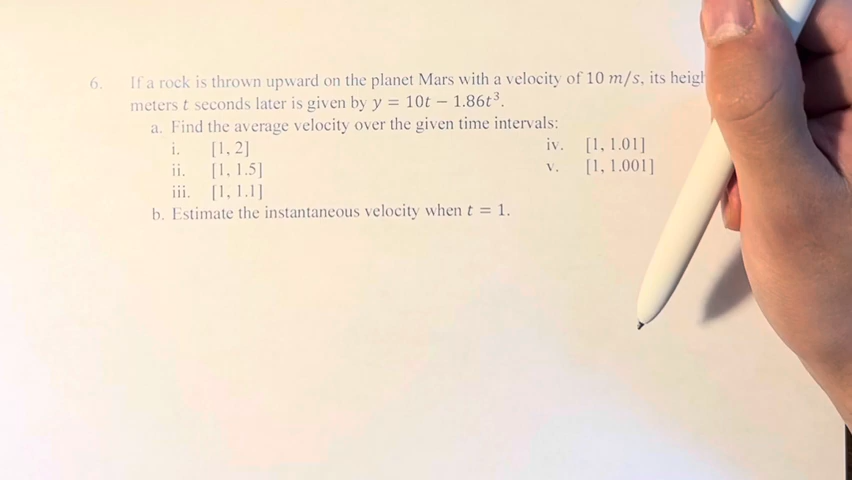 6. If a rock is thrown upward on the planet Mars with a velocity of 10 m/s, its
meters t seconds later is given by y = 10t − 1.86t³.
a. Find the average velocity over the given time intervals:
i. [1, 2] iv. [1, 1.01]
ii. [1, 1.5] v. [1, 1.001]
iii. [1, 1.1]
b. Estimate the instantaneous velocity when t = 1.